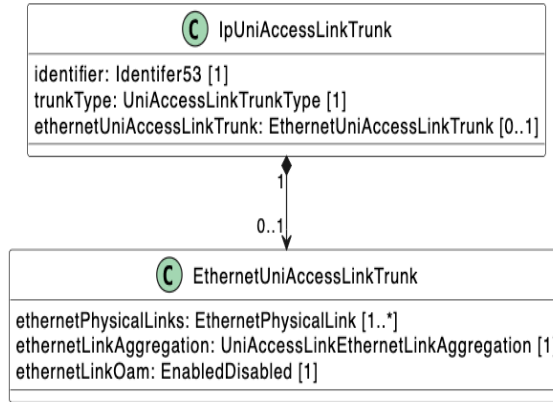 C IpUniAccessLinkTrunk
identifier: Identifer53 [1]
trunkType: UniAccessLinkTrunkType [1]
ethernetUniAccessLinkTrunk: EthernetUniAccessLinkTrunk [0..1]
1
0..1
C EthernetUniAccessLinkTrunk
ethernetPhysicalLinks: EthernetPhysicalLink [1..*]
ethernetLinkAggregation: UniAccessLinkEthernetLinkAggregation [1]
ethernetLinkOam: EnabledDisabled [1]